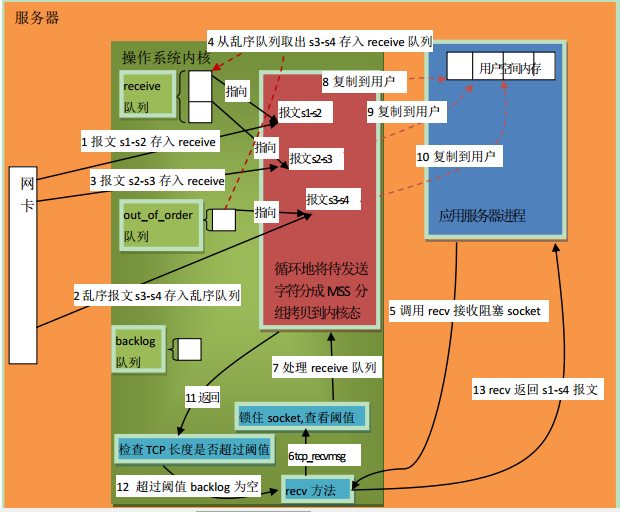 服务器
4 从乱序队列取出 s3-s4 存入 receive 队列
操作系统内核
receive
队列
指向
8 复制到用户
用户空间内存
报文s1-s2
9 复制到用户
1 报文 s1-s2 存入 receive
指向
报文s2-s3
10 复制到用户
网
卡
3 报文 s2-s3 存入 receive
报文s3-s4
out_of_order
队列
指向
应用服务器进程
循环地将待发送
字符分成 MSS 分
组拷贝到内核态
2 乱序报文 s3-s4 存入乱序队列
5 调用 recv 接收阻塞 socket
backlog
队列
7 处理 receive 队列
13 recv 返回 s1-s4 报文
11 返回
锁住 socket,查看阈值
检查 TCP 长度是否超过阈值
6tcp_recvmsg
12 超过阈值 backlog 为空
recv 方法